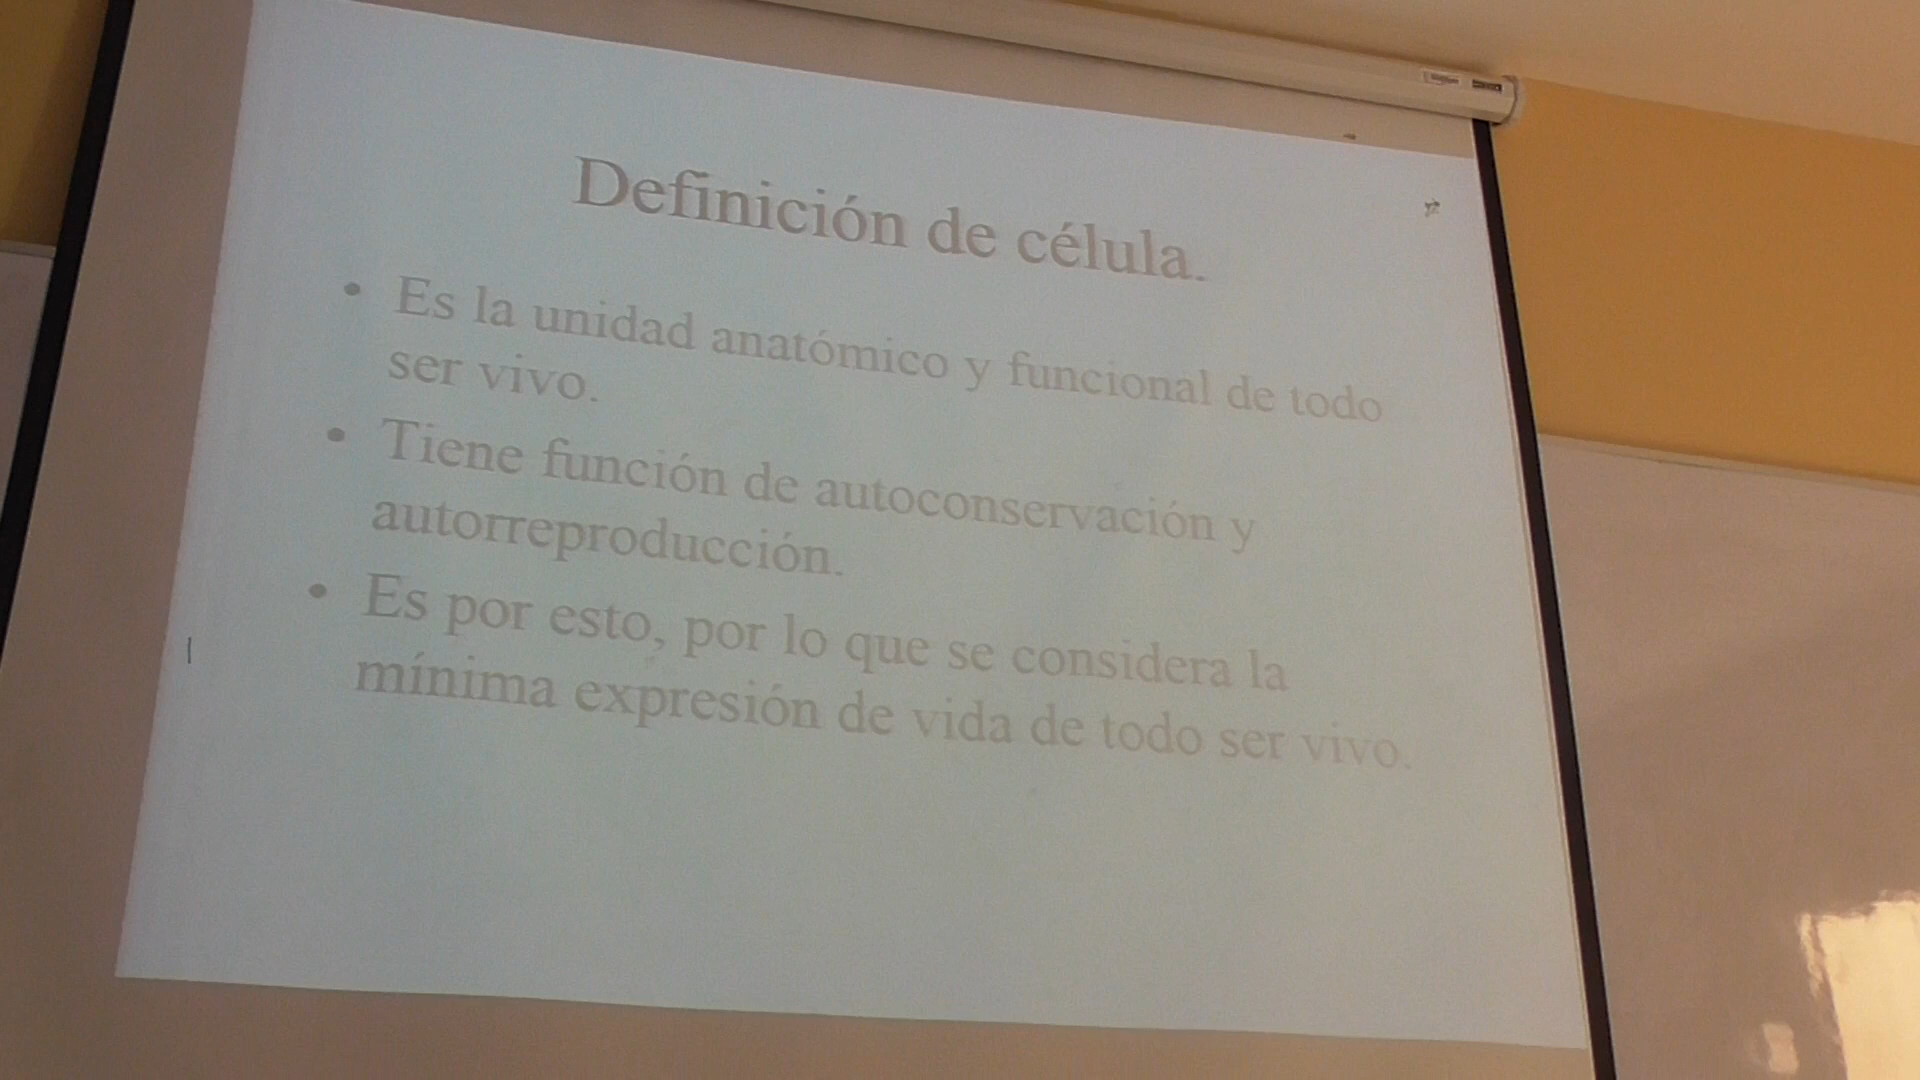 Definición de célula.
• Es la unidad anatómico y funcional de todo
ser vivo.
• Tiene función de autoconservación y
autorreproducción.
• Es por esto, por lo que se considera la
mínima expresión de vida de todo ser vivo.